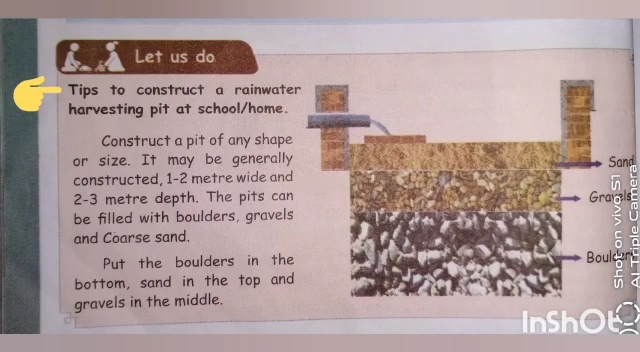 Let us do
Tips to construct a rainwater
harvesting pit at school/home.
Construct a pit of any shape
or size. It may be generally
constructed, 1-2 metre wide and
2-3 metre depth. The pits can
be filled with boulders, gravels
and Coarse sand.
Put the boulders in the
bottom, sand in the top and
gravels in the middle.
Sand
Gravels
Boulders
Shot on vivo S1
AI Triple Camera
InShOt